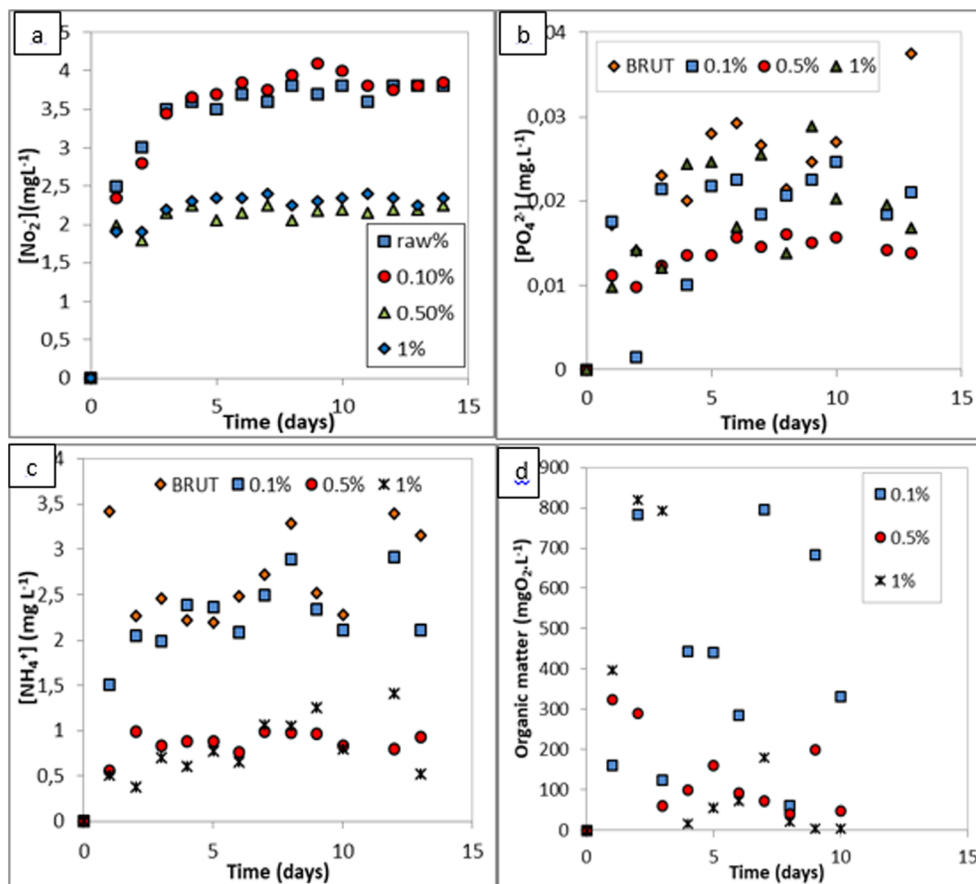 a
4,5
4
3,5
3
2,5
2
1,5
1
0,5
0
[No₂⁻](mgL⁻¹)
raw%
0.10%
0.50%
1%
0 5 10 15
Time (days)
b
0,04
0,03
0,02
0,01
0
[PO₄²⁻](mg.L⁻¹)
BRUT 0.1% 0.5% 1%
0 5 10 15
Time (days)
c
4
3,5
3
2,5
2
1,5
1
0,5
0
[NH₄⁺] (mg L⁻¹)
BRUT 0.1% 0.5% 1%
0 5 10 15
Time (days)
d
900
800
700
600
500
400
300
200
100
0
Organic matter (mgO₂.L⁻¹)
0.1%
0.5%
1%
0 5 10 15
Time (days)